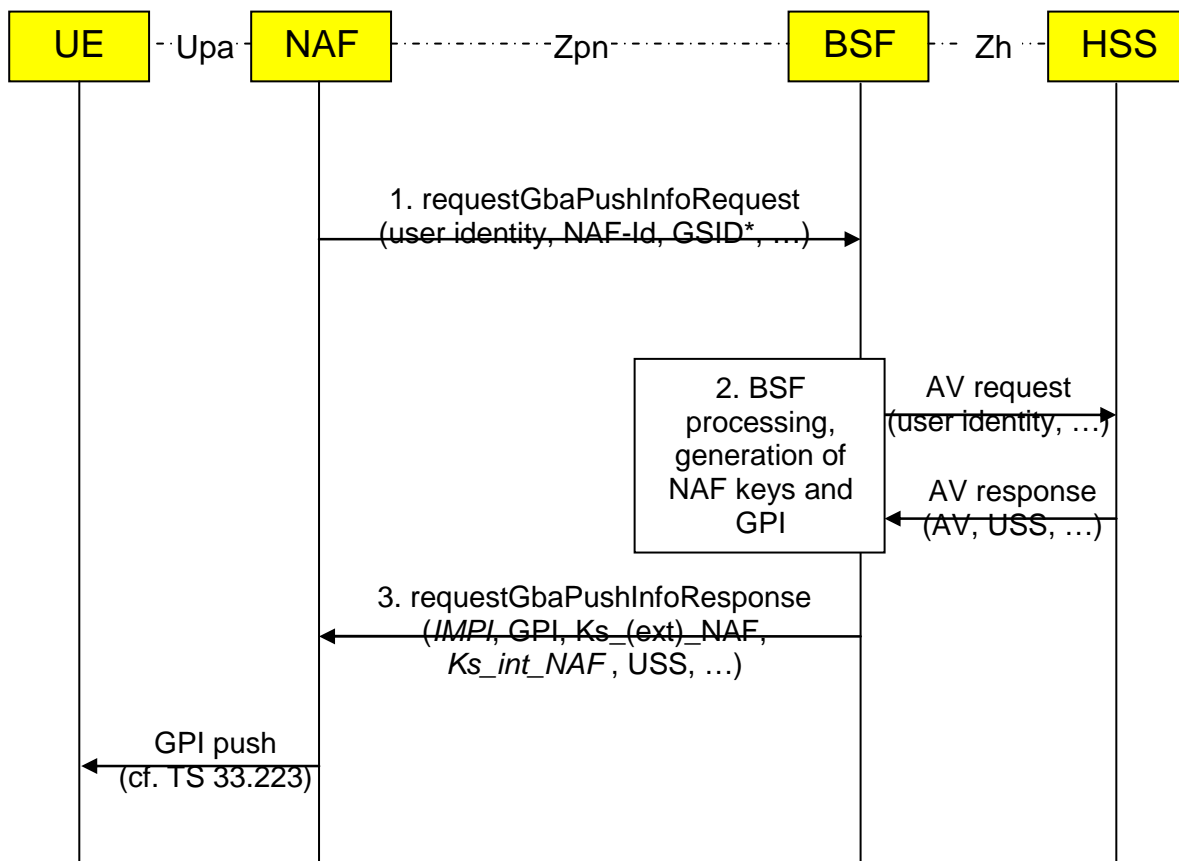 UE Upa NAF Zpn BSF Zh HSS
1. requestGbaPushInfoRequest
(user identity, NAF-Id, GSID*, …)
2. BSF
processing,
generation of
NAF keys and
GPI
AV request
(user identity, …)
AV response
(AV, USS, …)
3. requestGbaPushInfoResponse
(IMPI, GPI, Ks_(ext)_NAF,
Ks_int_NAF , USS, …)
GPI push
(cf. TS 33.223)